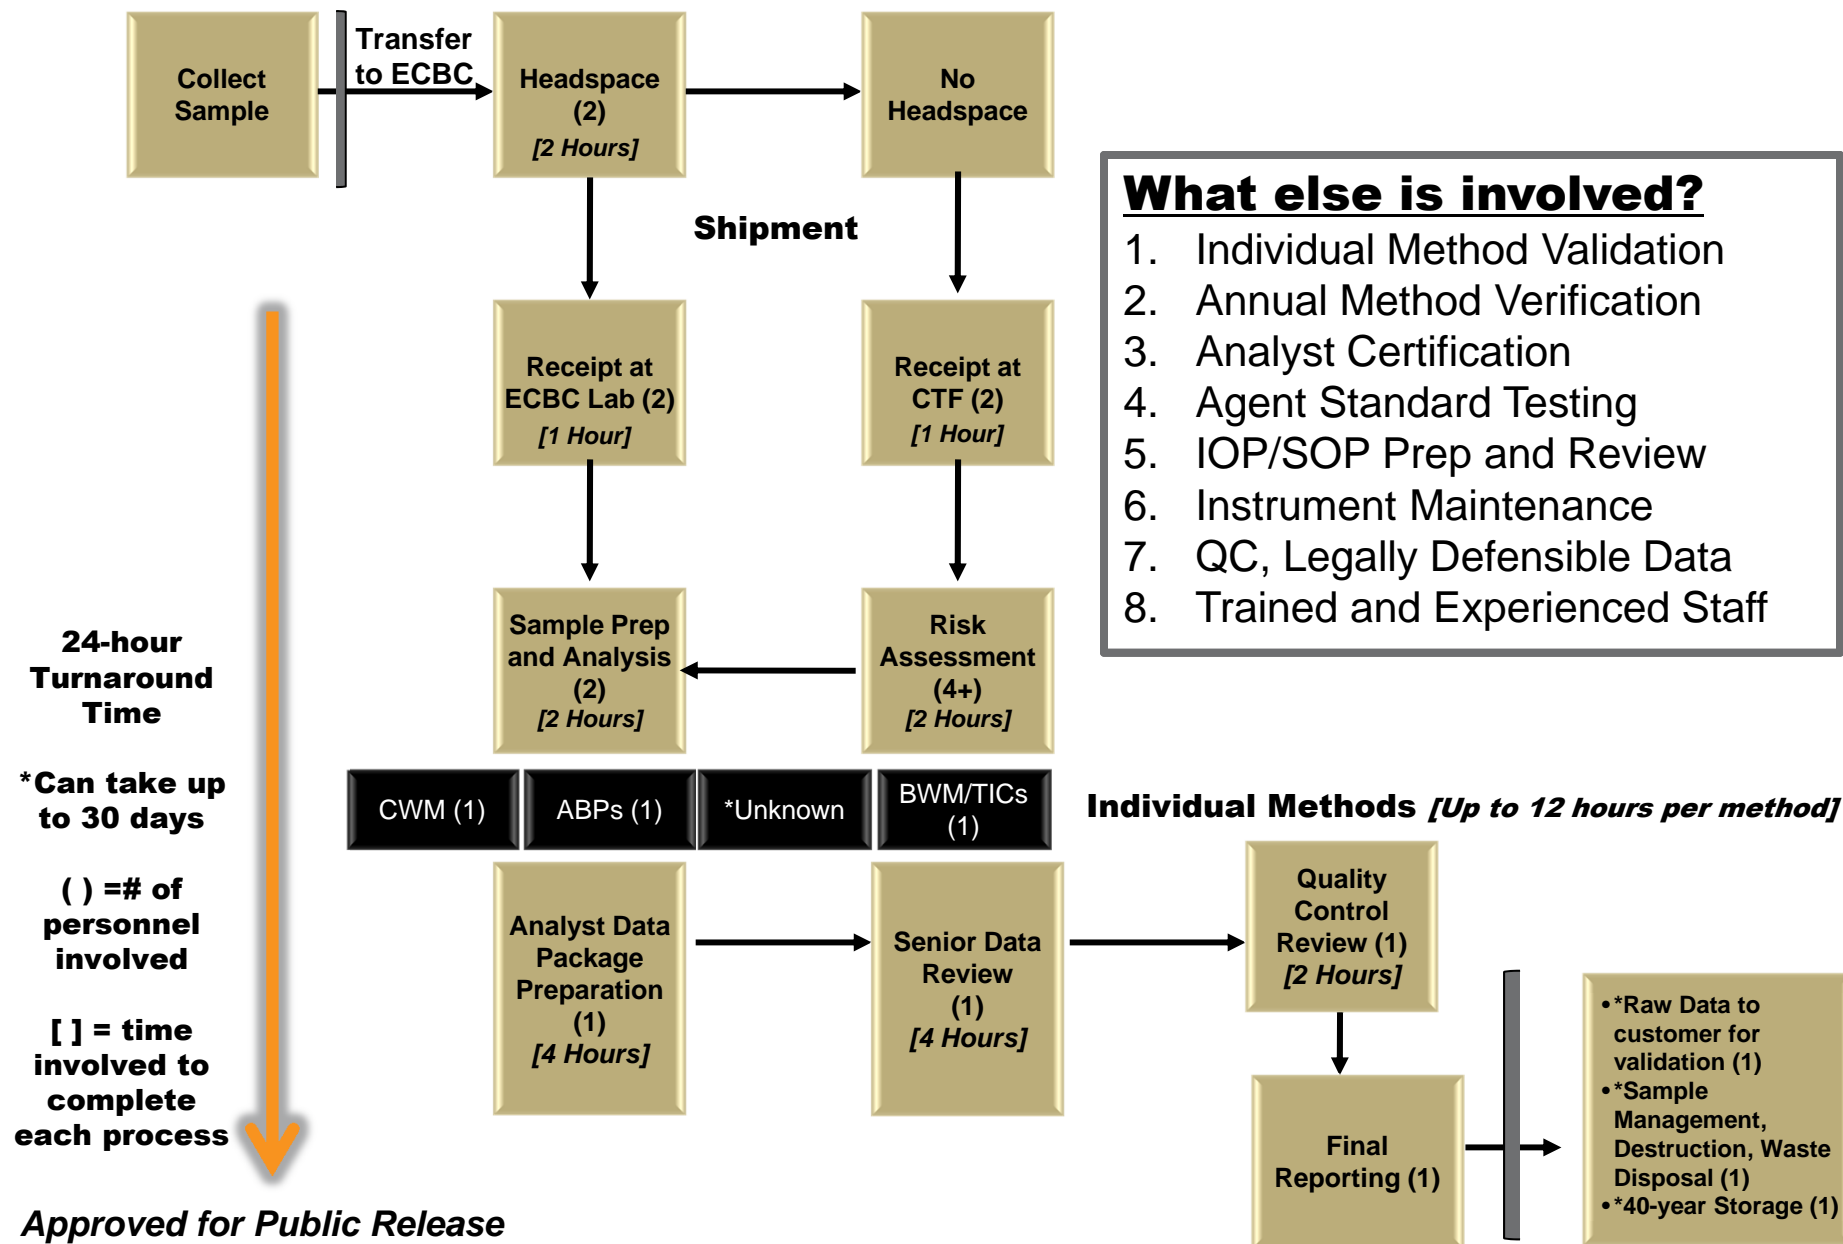 Collect
Sample
Transfer
to ECBC
Headspace
(2)
[2 Hours]
No
Headspace
Shipment
What else is involved?
1. Individual Method Validation
2. Annual Method Verification
3. Analyst Certification
4. Agent Standard Testing
5. IOP/SOP Prep and Review
6. Instrument Maintenance
7. QC, Legally Defensible Data
8. Trained and Experienced Staff
Receipt at
ECBC Lab (2)
[1 Hour]
Receipt at
CTF (2)
[1 Hour]
Sample Prep
and Analysis
(2)
[2 Hours]
Risk
Assessment
(4+)
[2 Hours]
24-hour
Turnaround
Time
*Can take up
to 30 days
( ) =# of
personnel
involved
[ ] = time
involved to
complete
each process
CWM (1)
ABPs (1)
*Unknown
BWM/TICs
(1)
Individual Methods [Up to 12 hours per method]
Analyst Data
Package
Preparation
(1)
[4 Hours]
Senior Data
Review
(1)
[4 Hours]
Quality
Control
Review (1)
[2 Hours]
Final
Reporting (1)
•*Raw Data to
customer for
validation (1)
•*Sample
Management,
Destruction, Waste
Disposal (1)
•*40-year Storage (1)
Approved for Public Release